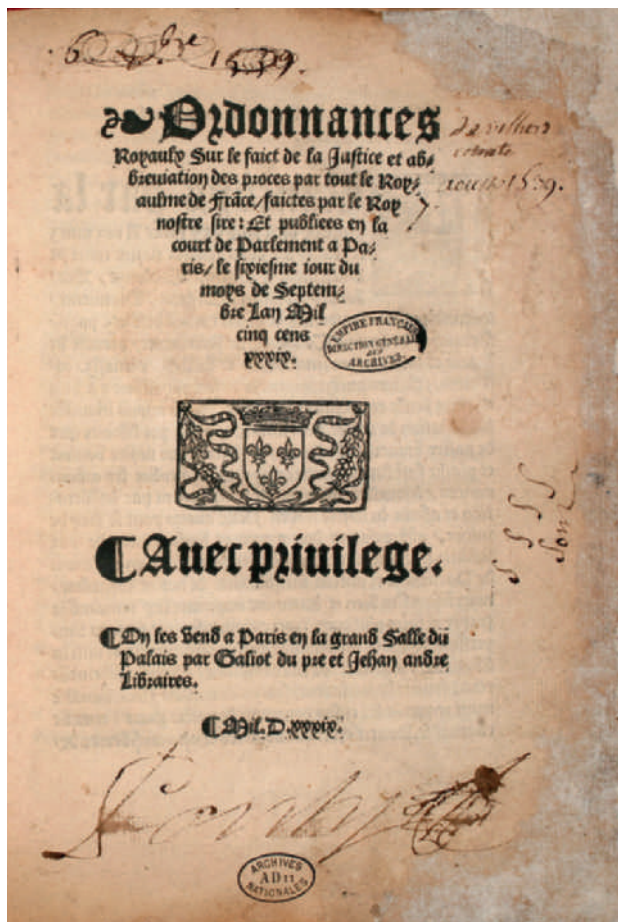 1539.
Ordonnances
Royaulx Sur le faict de la Justice et ab⸗
breviation des proces par tout le Roy⸗
aulme de frāce/faictes par le Roy
nostre sire: Et publiees en la
court de Parlement a Pa⸗
ris/le sixiesme iour du
moys de Septem⸗
bre Lan Mil
cinq cens
xxxix.
1539.
EMPIRE FRANÇAIS
DIRECTION GÉNÉRALE
DES
ARCHIVES.
¶Auec priuilege.
¶On les vend a Paris en la grand Salle du
Palais par Galiot du pre et Jehan andre
Libraires.
¶Mil. D. xxxix.
ARCHIVES
AD II
NATIONALES